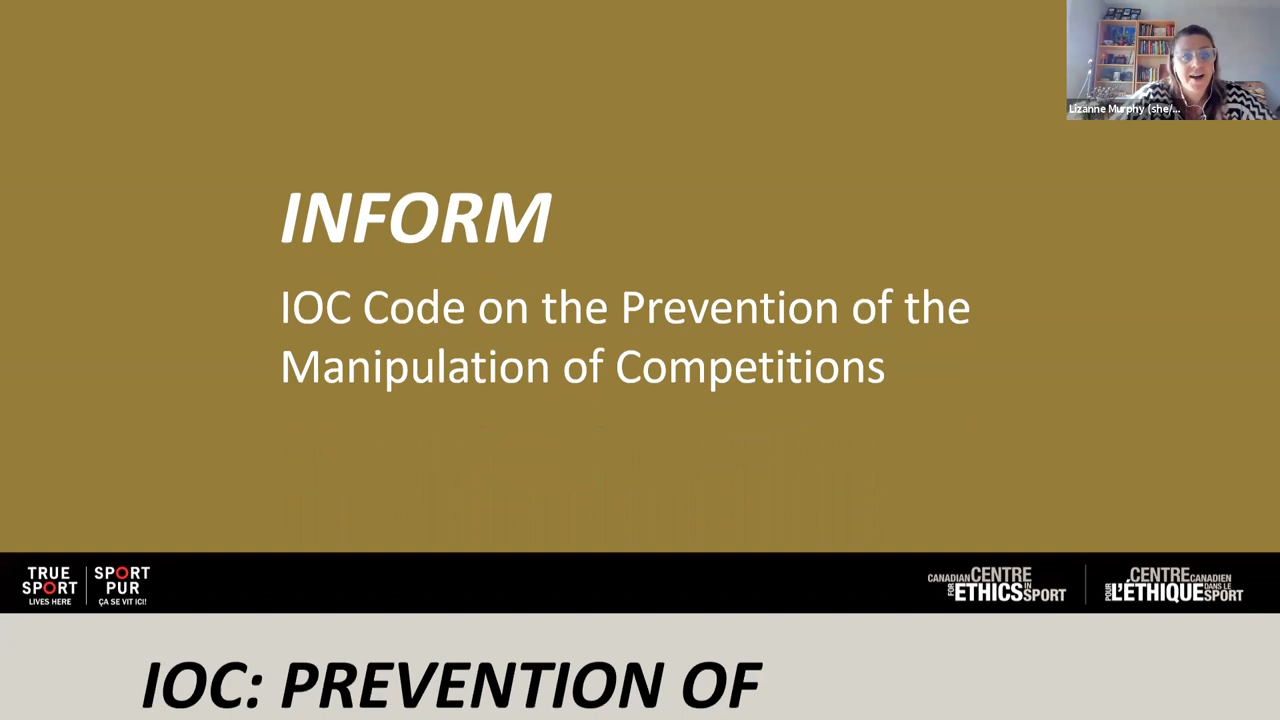 Lizanne Murphy (she/...
INFORM
IOC Code on the Prevention of the
Manipulation of Competitions
TRUE SPORT LIVES HERE
SPORT PUR ÇA SE VIT ICI!
CANADIAN CENTRE FOR ETHICS IN SPORT
CENTRE CANADIEN POUR L'ÉTHIQUE DANS LE SPORT
IOC: PREVENTION OF